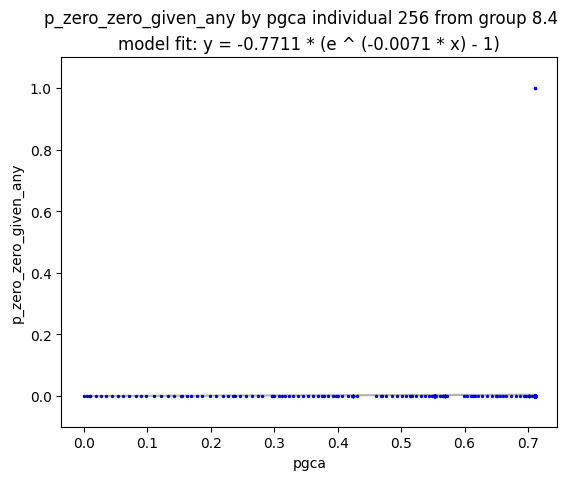 p_zero_zero_given_any by pgca individual 256 from group 8.4
model fit: y = -0.7711 * (e ^ (-0.0071 * x) - 1)
1.0
0.8
0.6
0.4
0.2
0.0
p_zero_zero_given_any
0.0 0.1 0.2 0.3 0.4 0.5 0.6 0.7
pgca